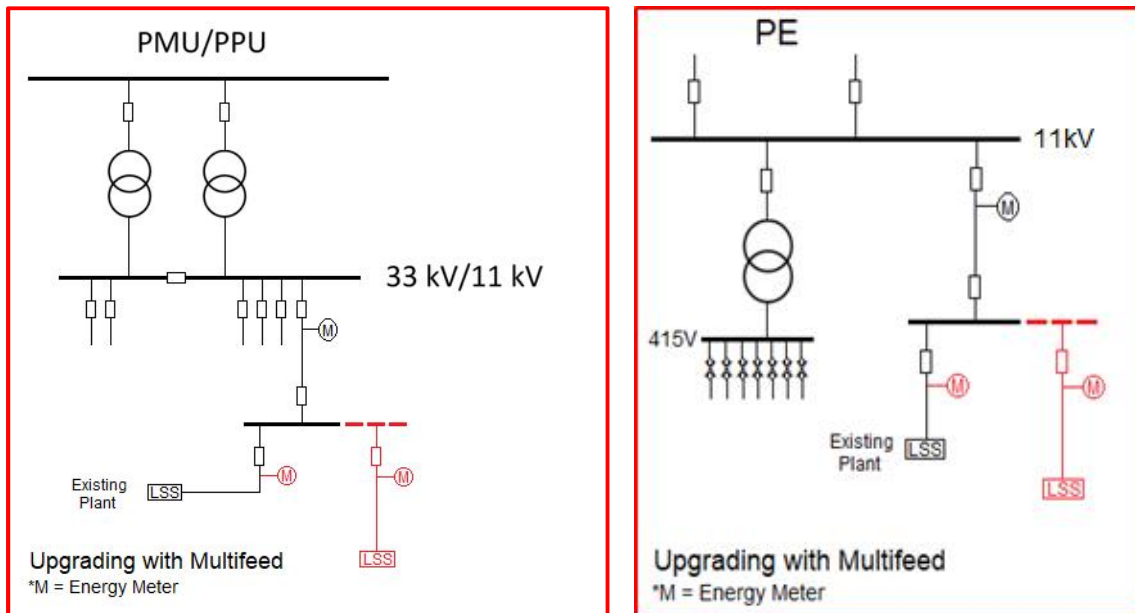 PMU/PPU
33 kV/11 kV
M
Existing
Plant
LSS
M
M
LSS
Upgrading with Multifeed
*M = Energy Meter
PE
11kV
M
415V
M
M
Existing
Plant
LSS
LSS
Upgrading with Multifeed
*M = Energy Meter